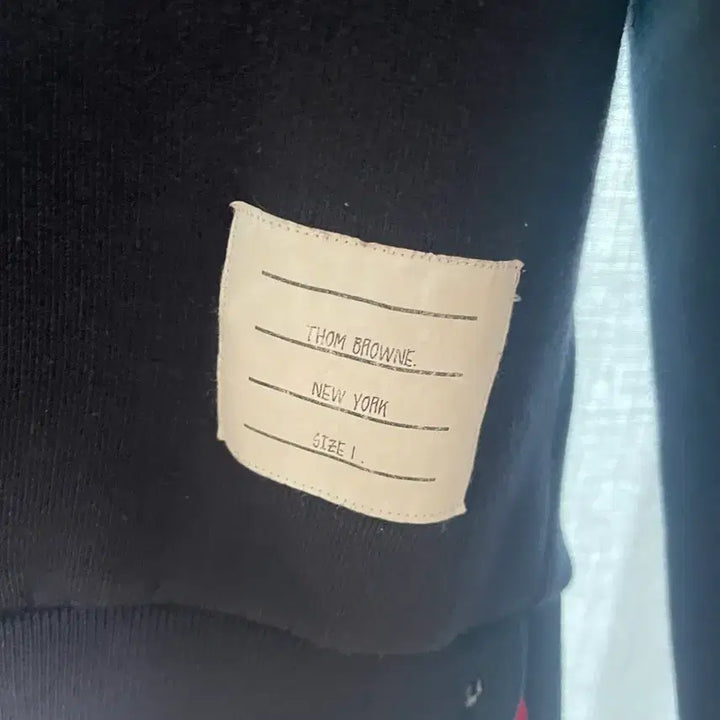 THOM BROWNE.
NEW YORK
SIZE 1.